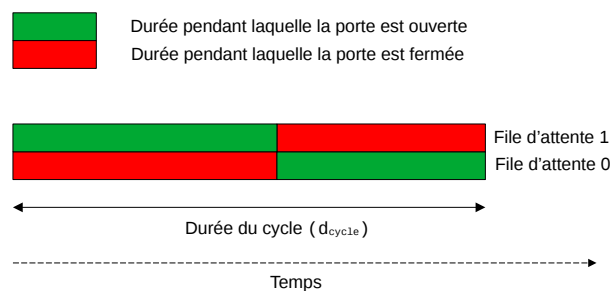 Durée pendant laquelle la porte est ouverte
Durée pendant laquelle la porte est fermée
File d'attente 1
File d'attente 0
Durée du cycle (dcycle)
Temps